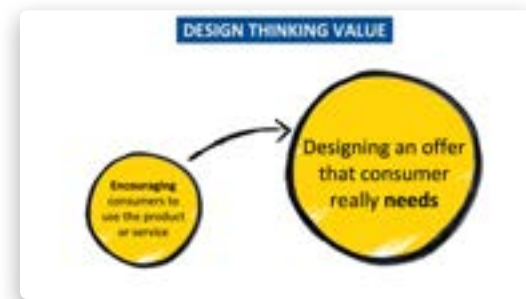 DESIGN THINKING VALUE
Encouraging
consumers to
use the product
or service
Designing an offer
that consumer
really needs